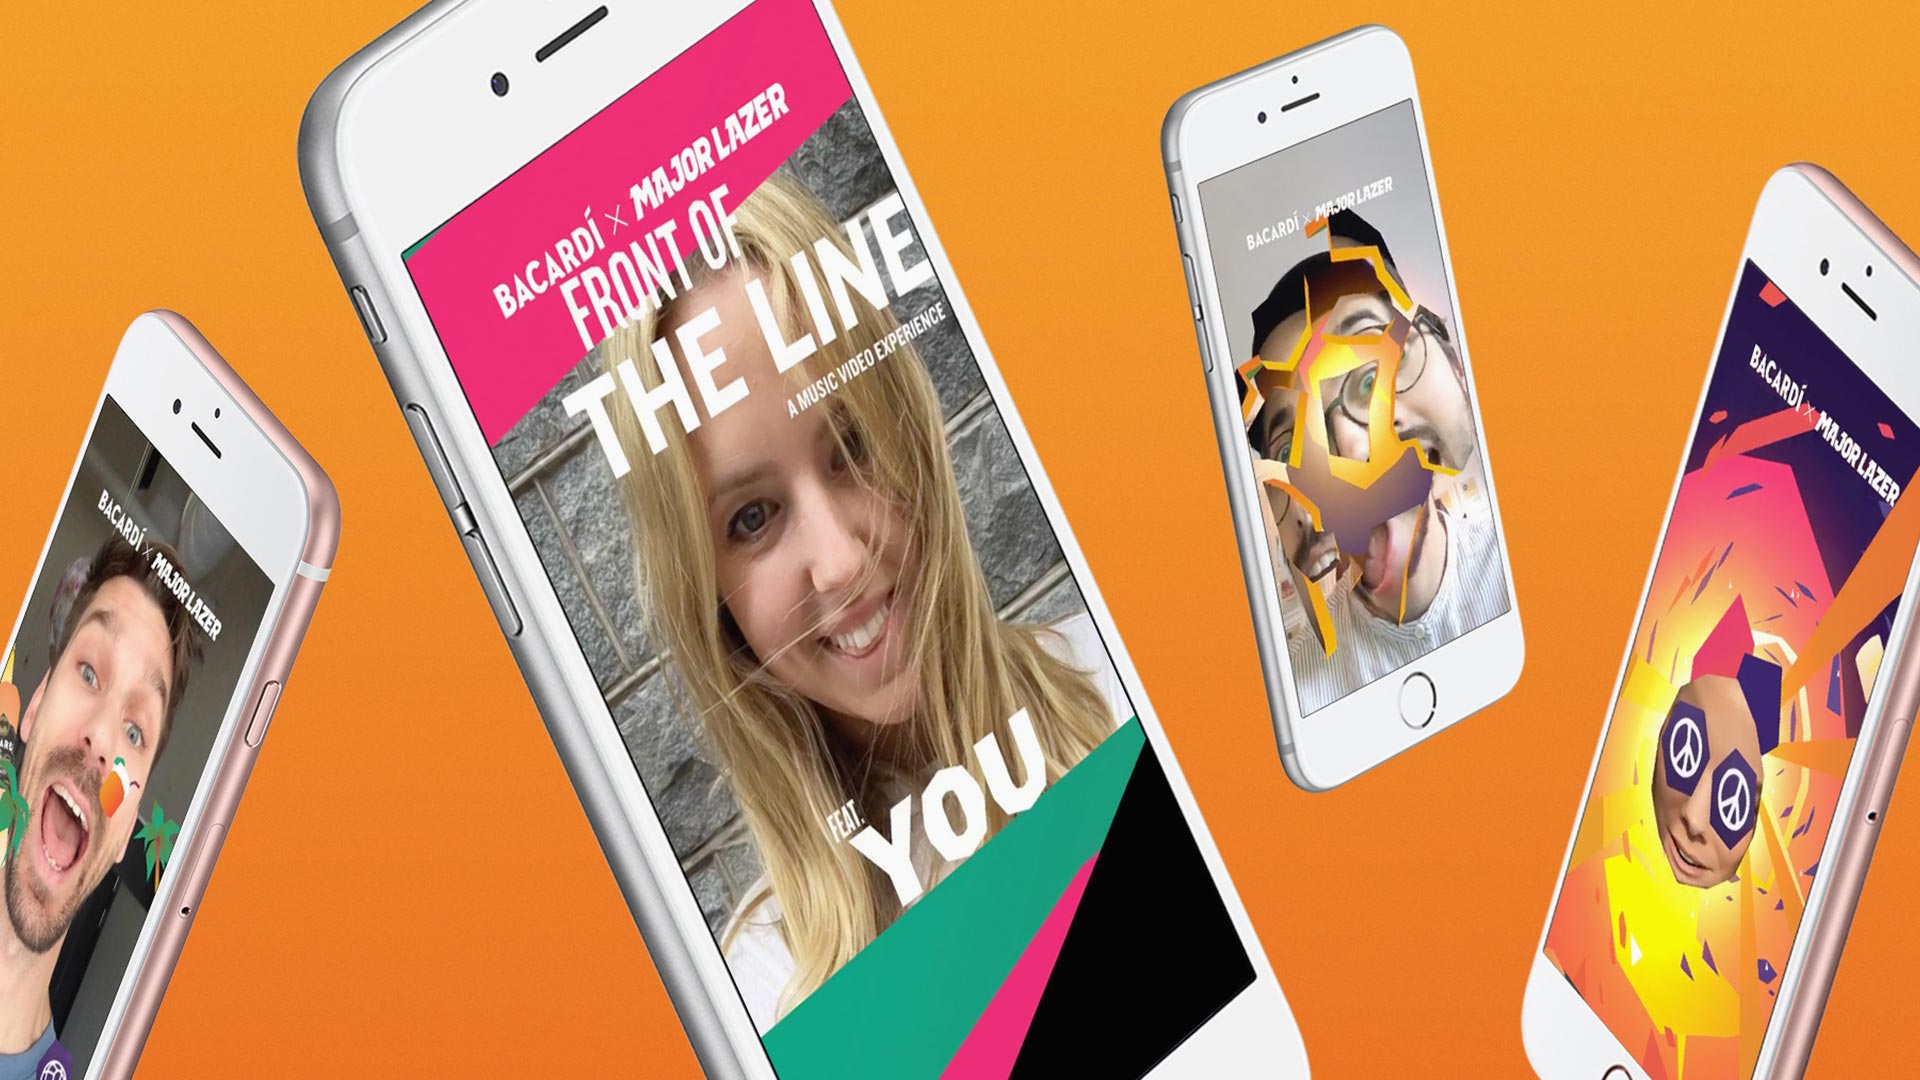 BACARDÍ × MAJOR LAZER
BACARDÍ × MAJOR LAZER
FRONT OF
THE LINE
A MUSIC VIDEO EXPERIENCE
FEAT.
YOU
BACARDÍ × MAJOR LAZER
BACARDÍ × MAJOR LAZER